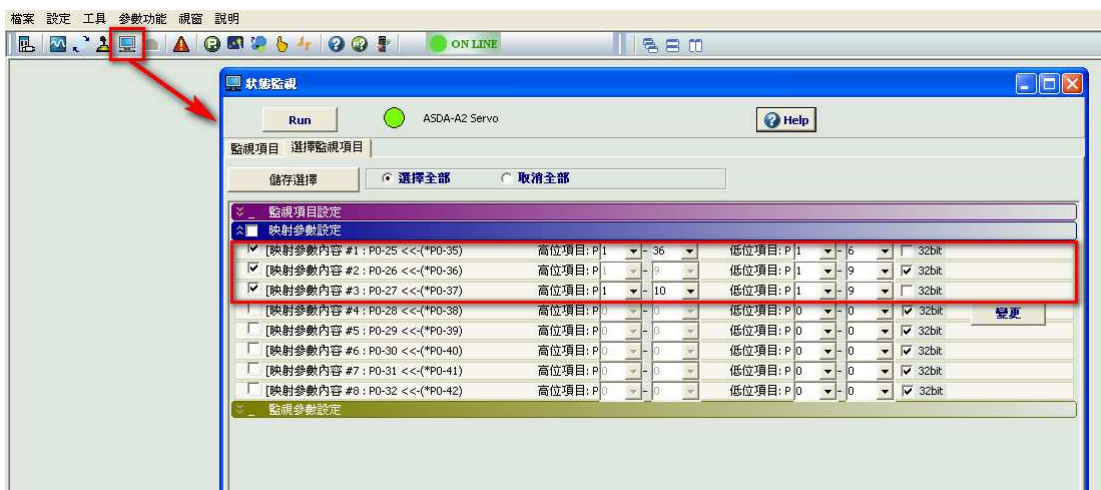 檔案 設定 工具 參數功能 視窗 說明
ON LINE
狀態監視
Run ASDA-A2 Servo Help
監視項目 選擇監視項目
儲存選擇 選擇全部 取消全部
監視項目設定
映射參數設定
[映射參數內容 #1 : P0-25 <<-(*P0-35) 高位項目: P 1 - 36 低位項目: P 1 - 6 32bit
[映射參數內容 #2 : P0-26 <<-(*P0-36) 高位項目: P 1 - 9 低位項目: P 1 - 9 32bit
[映射參數內容 #3 : P0-27 <<-(*P0-37) 高位項目: P 1 - 10 低位項目: P 1 - 9 32bit
[映射參數內容 #4 : P0-28 <<-(*P0-38) 高位項目: P 0 - 0 低位項目: P 0 - 0 32bit 變更
[映射參數內容 #5 : P0-29 <<-(*P0-39) 高位項目: P 0 - 0 低位項目: P 0 - 0 32bit
[映射參數內容 #6 : P0-30 <<-(*P0-40) 高位項目: P 0 - 0 低位項目: P 0 - 0 32bit
[映射參數內容 #7 : P0-31 <<-(*P0-41) 高位項目: P 0 - 0 低位項目: P 0 - 0 32bit
[映射參數內容 #8 : P0-32 <<-(*P0-42) 高位項目: P 0 - 0 低位項目: P 0 - 0 32bit
監視參數設定